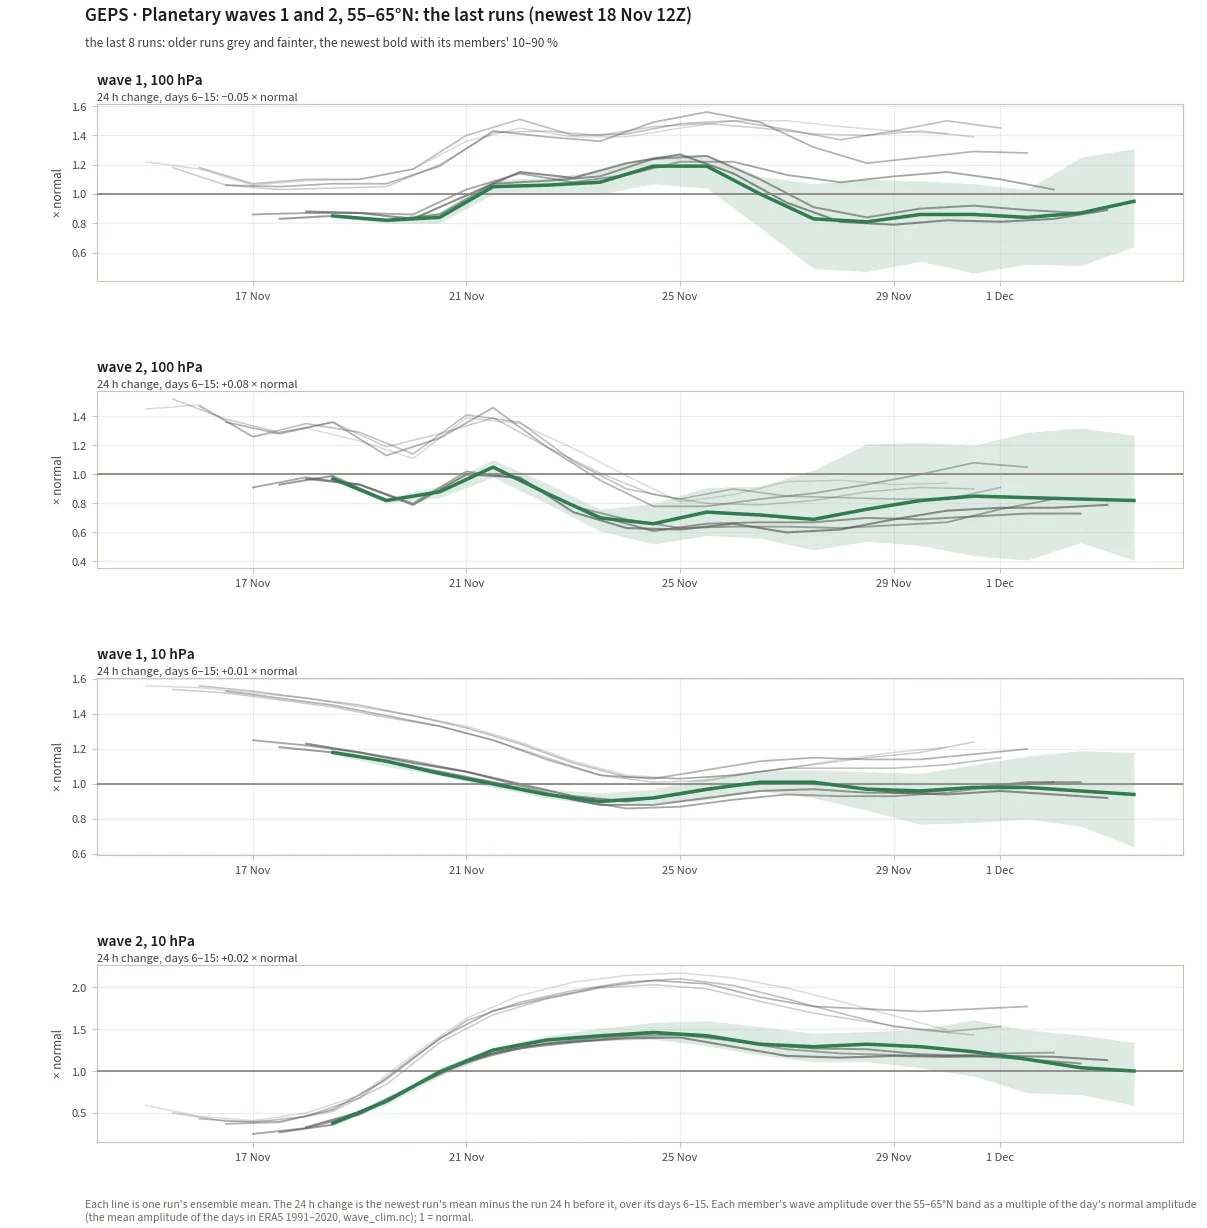 GEPS · Planetary waves 1 and 2, 55–65°N: the last runs (newest 18 Nov 12Z)
the last 8 runs: older runs grey and fainter, the newest bold with its members' 10–90 %
wave 1, 100 hPa
24 h change, days 6–15: −0.05 × normal
1.6
1.4
1.2
1.0
0.8
0.6
× normal
17 Nov
21 Nov
25 Nov
29 Nov
1 Dec
wave 2, 100 hPa
24 h change, days 6–15: +0.08 × normal
1.4
1.2
1.0
0.8
0.6
0.4
× normal
17 Nov
21 Nov
25 Nov
29 Nov
1 Dec
wave 1, 10 hPa
24 h change, days 6–15: +0.01 × normal
1.6
1.4
1.2
1.0
0.8
0.6
× normal
17 Nov
21 Nov
25 Nov
29 Nov
1 Dec
wave 2, 10 hPa
24 h change, days 6–15: +0.02 × normal
2.0
1.5
1.0
0.5
× normal
17 Nov
21 Nov
25 Nov
29 Nov
1 Dec
Each line is one run's ensemble mean. The 24 h change is the newest run's mean minus the run 24 h before it, over its days 6–15. Each member's wave amplitude over the 55–65°N band as a multiple of the day's normal amplitude
(the mean amplitude of the days in ERA5 1991–2020, wave_clim.nc); 1 = normal.